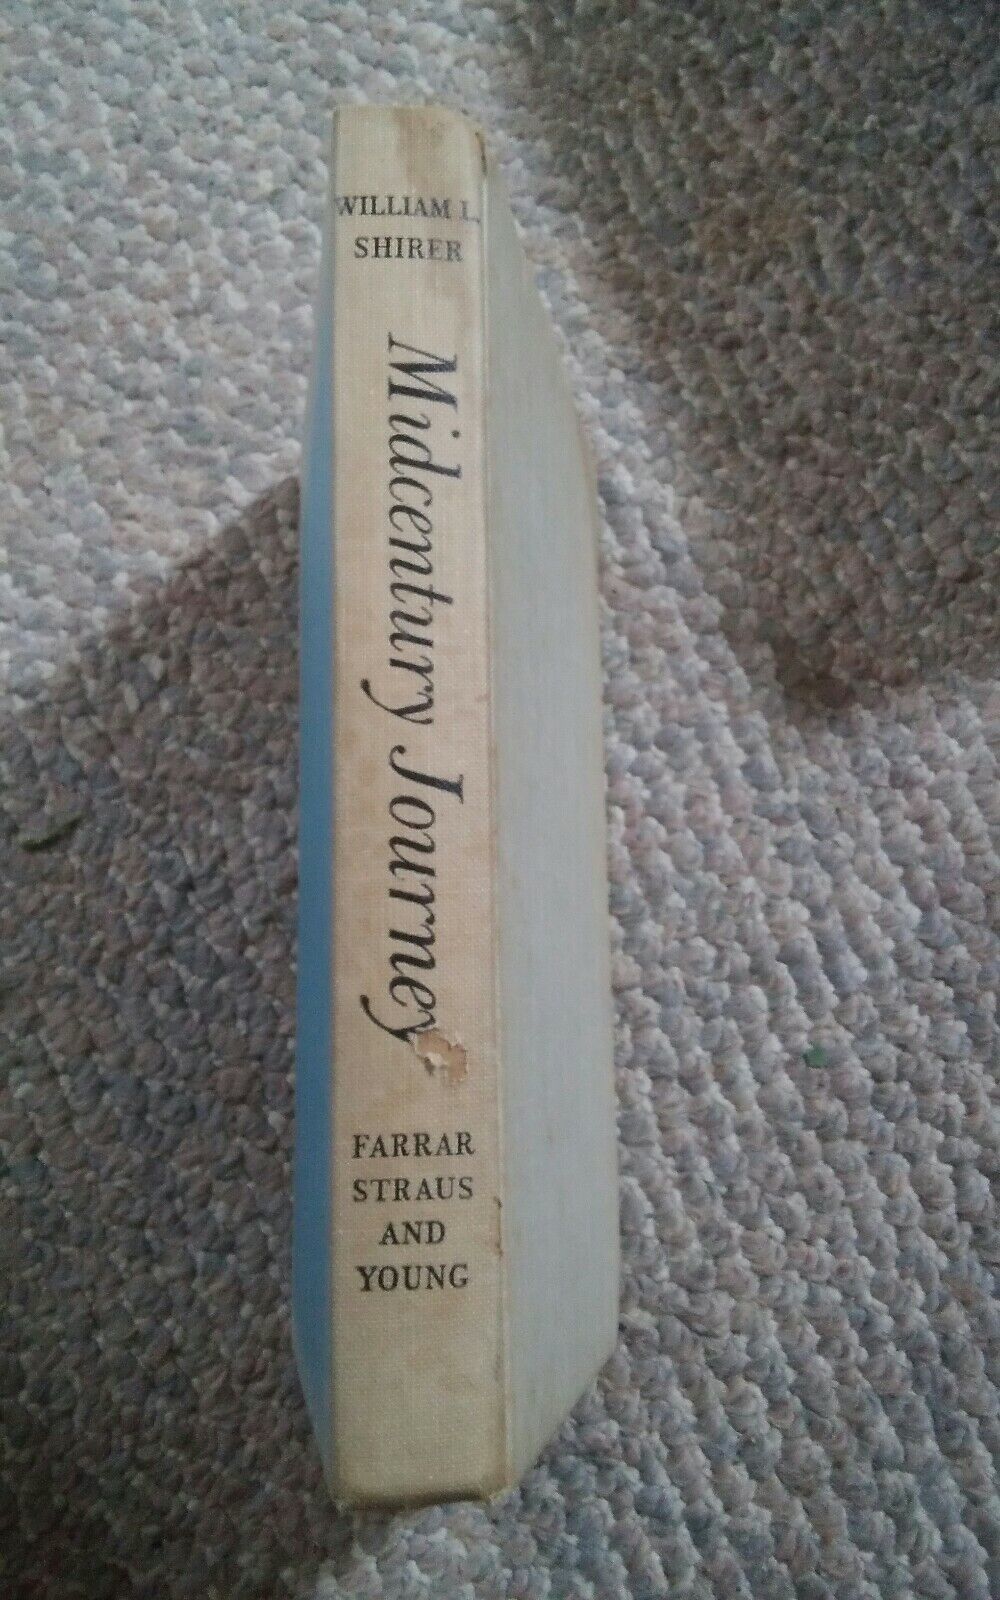 WILLIAM L.
SHIRER
Midcentury Journey
FARRAR
STRAUS
AND
YOUNG